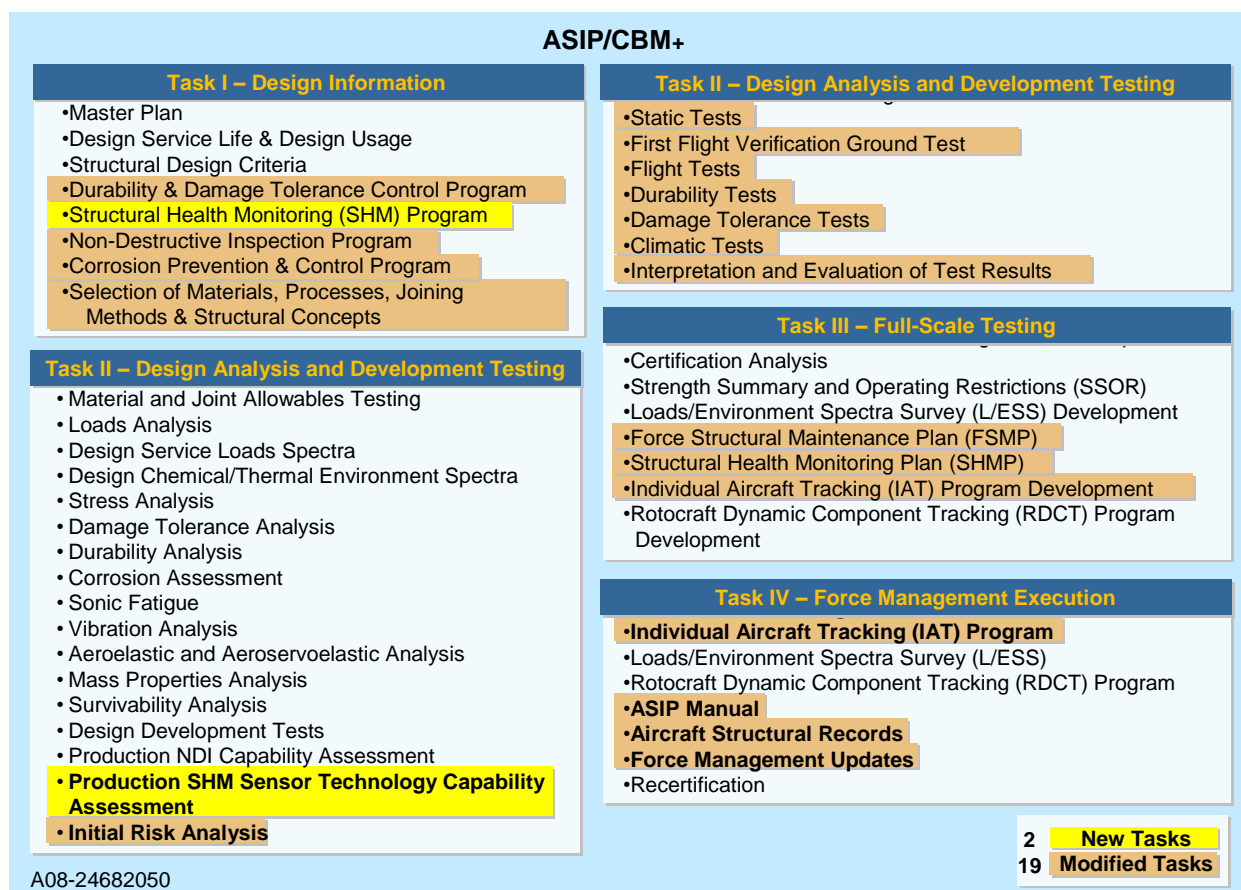 ASIP/CBM+
Task I – Design Information
•Master Plan
•Design Service Life & Design Usage
•Structural Design Criteria
•Durability & Damage Tolerance Control Program
•Structural Health Monitoring (SHM) Program
•Non-Destructive Inspection Program
•Corrosion Prevention & Control Program
•Selection of Materials, Processes, Joining
Methods & Structural Concepts
Task II – Design Analysis and Development Testing
• Material and Joint Allowables Testing
• Loads Analysis
• Design Service Loads Spectra
• Design Chemical/Thermal Environment Spectra
• Stress Analysis
• Damage Tolerance Analysis
• Durability Analysis
• Corrosion Assessment
• Sonic Fatigue
• Vibration Analysis
• Aeroelastic and Aeroservoelastic Analysis
• Mass Properties Analysis
• Survivability Analysis
• Design Development Tests
• Production NDI Capability Assessment
• Production SHM Sensor Technology Capability
Assessment
• Initial Risk Analysis
Task II – Design Analysis and Development Testing
•Static Tests
•First Flight Verification Ground Test
•Flight Tests
•Durability Tests
•Damage Tolerance Tests
•Climatic Tests
•Interpretation and Evaluation of Test Results
Task III – Full-Scale Testing
•Certification Analysis
•Strength Summary and Operating Restrictions (SSOR)
•Loads/Environment Spectra Survey (L/ESS) Development
•Force Structural Maintenance Plan (FSMP)
•Structural Health Monitoring Plan (SHMP)
•Individual Aircraft Tracking (IAT) Program Development
•Rotocraft Dynamic Component Tracking (RDCT) Program
Development
Task IV – Force Management Execution
•Individual Aircraft Tracking (IAT) Program
•Loads/Environment Spectra Survey (L/ESS)
•Rotocraft Dynamic Component Tracking (RDCT) Program
•ASIP Manual
•Aircraft Structural Records
•Force Management Updates
•Recertification
2 New Tasks
19 Modified Tasks
A08-24682050